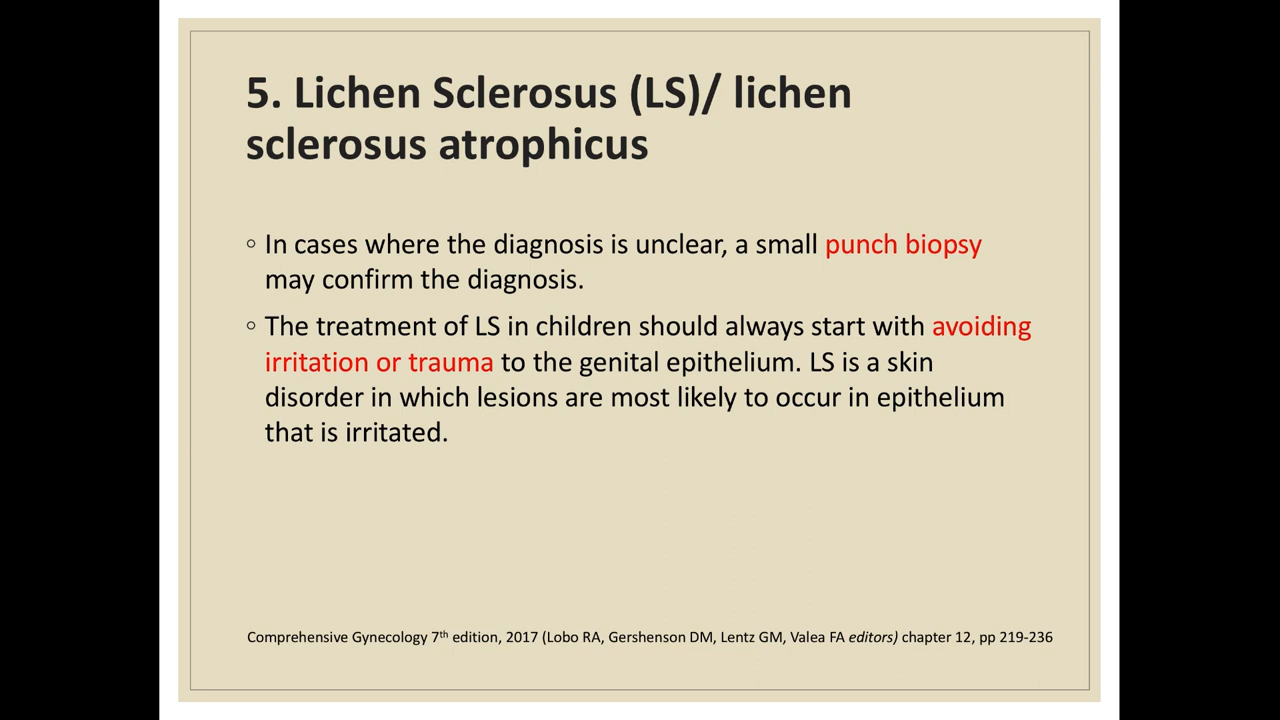 5. Lichen Sclerosus (LS)/ lichen
sclerosus atrophicus
◦ In cases where the diagnosis is unclear, a small punch biopsy
may confirm the diagnosis.
◦ The treatment of LS in children should always start with avoiding
irritation or trauma to the genital epithelium. LS is a skin
disorder in which lesions are most likely to occur in epithelium
that is irritated.
Comprehensive Gynecology 7th edition, 2017 (Lobo RA, Gershenson DM, Lentz GM, Valea FA editors) chapter 12, pp 219-236